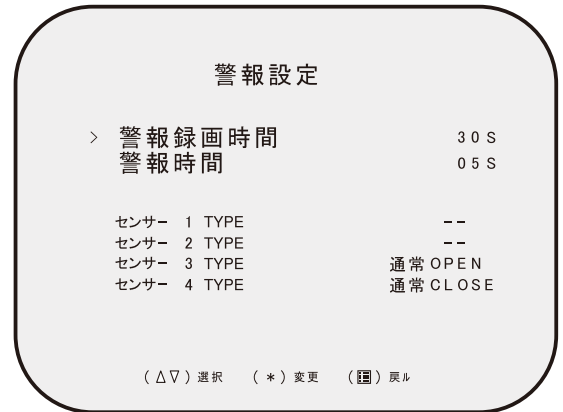 警報設定
> 警報録画時間 30S
警報時間 05S
センサー 1 TYPE --
センサー 2 TYPE --
センサー 3 TYPE 通常OPEN
センサー 4 TYPE 通常CLOSE
(△▽)選択 (*)変更 ( )戻ル